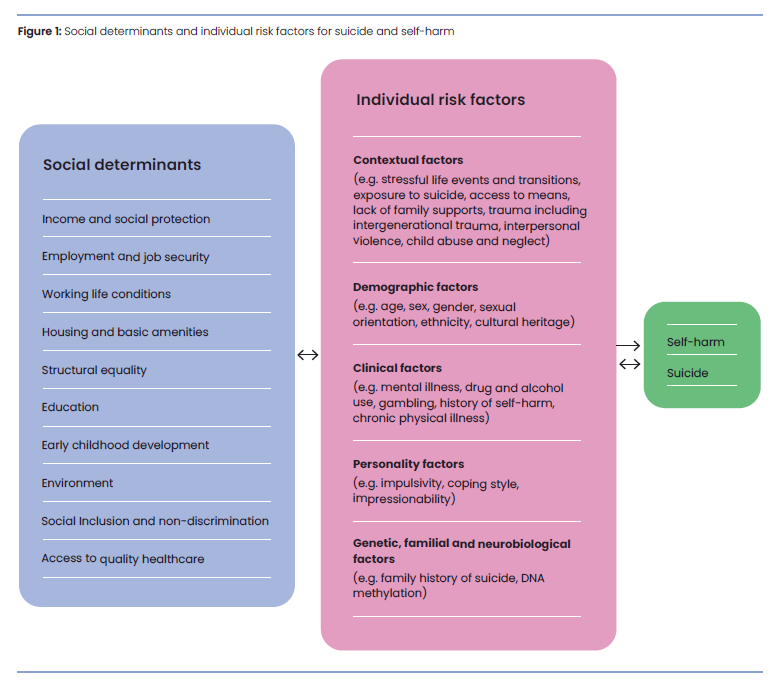 Figure 1: Social determinants and individual risk factors for suicide and self-harm
Social determinants
Income and social protection
Employment and job security
Working life conditions
Housing and basic amenities
Structural equality
Education
Early childhood development
Environment
Social Inclusion and non-discrimination
Access to quality healthcare
Individual risk factors
Contextual factors
(e.g. stressful life events and transitions,
exposure to suicide, access to means,
lack of family supports, trauma including
intergenerational trauma, interpersonal
violence, child abuse and neglect)
Demographic factors
(e.g. age, sex, gender, sexual
orientation, ethnicity, cultural heritage)
Clinical factors
(e.g. mental illness, drug and alcohol
use, gambling, history of self-harm,
chronic physical illness)
Personality factors
(e.g. impulsivity, coping style,
impressionability)
Genetic, familial and neurobiological
factors
(e.g. family history of suicide, DNA
methylation)
Self-harm
Suicide